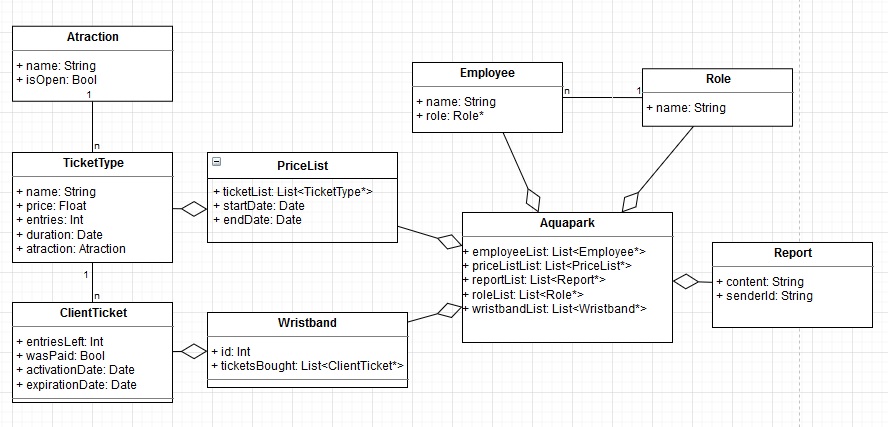 Atraction
+ name: String
+ isOpen: Bool
1
n
TicketType
+ name: String
+ price: Float
+ entries: Int
+ duration: Date
+ atraction: Atraction
1
n
ClientTicket
+ entriesLeft: Int
+ wasPaid: Bool
+ activationDate: Date
+ expirationDate: Date
PriceList
+ ticketList: List<TicketType*>
+ startDate: Date
+ endDate: Date
Wristband
+ id: Int
+ ticketsBought: List<ClientTicket*>
Employee
+ name: String
+ role: Role*
n
1
Role
+ name: String
Aquapark
+ employeeList: List<Employee*>
+ priceListList: List<PriceList*>
+ reportList: List<Report*>
+ roleList: List<Role*>
+ wristbandList: List<Wristband*>
Report
+ content: String
+ senderId: String